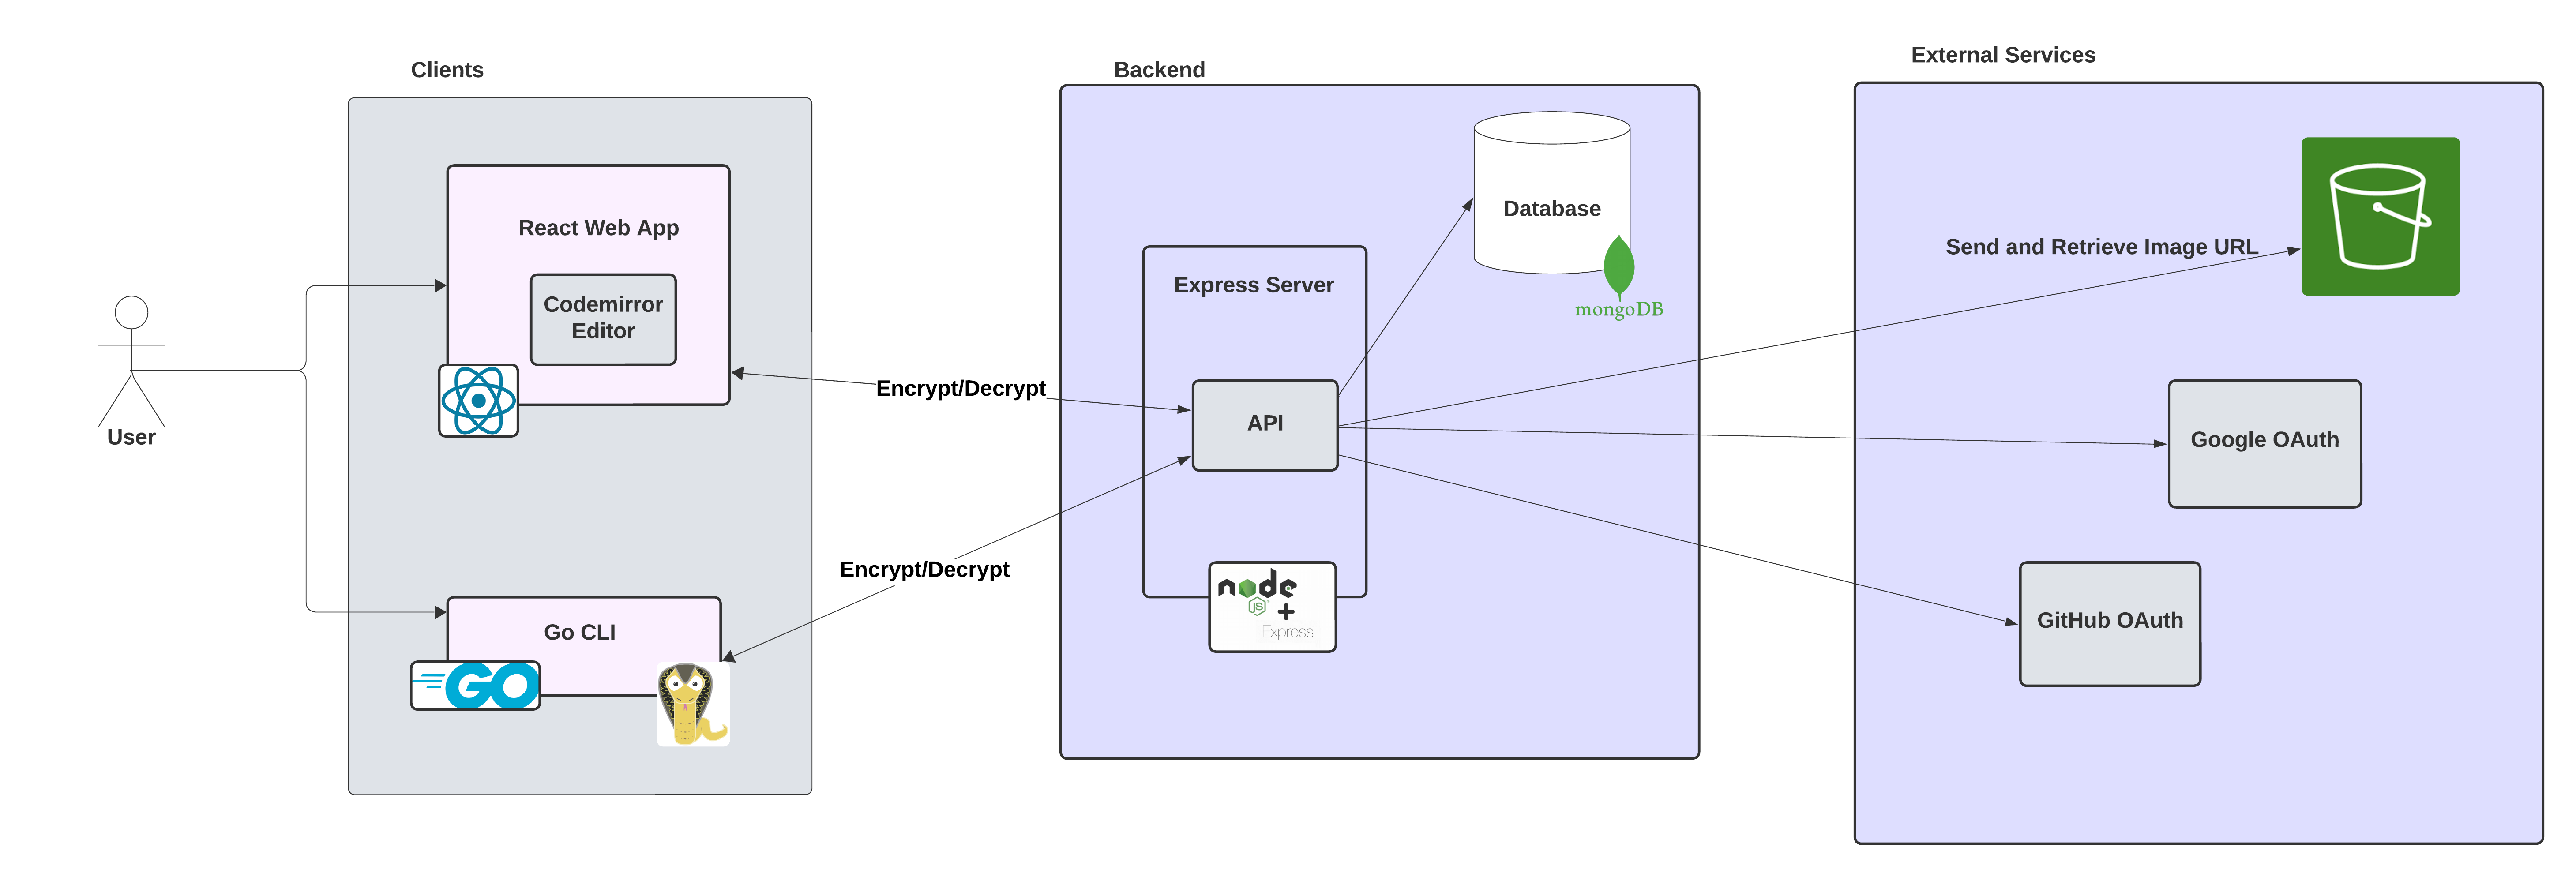 Clients
Backend
External Services
React Web App
Codemirror
Editor
User
Go CLI
GO
Encrypt/Decrypt
Encrypt/Decrypt
Express Server
API
node
JS
+
Express
Database
mongoDB
Send and Retrieve Image URL
Google OAuth
GitHub OAuth